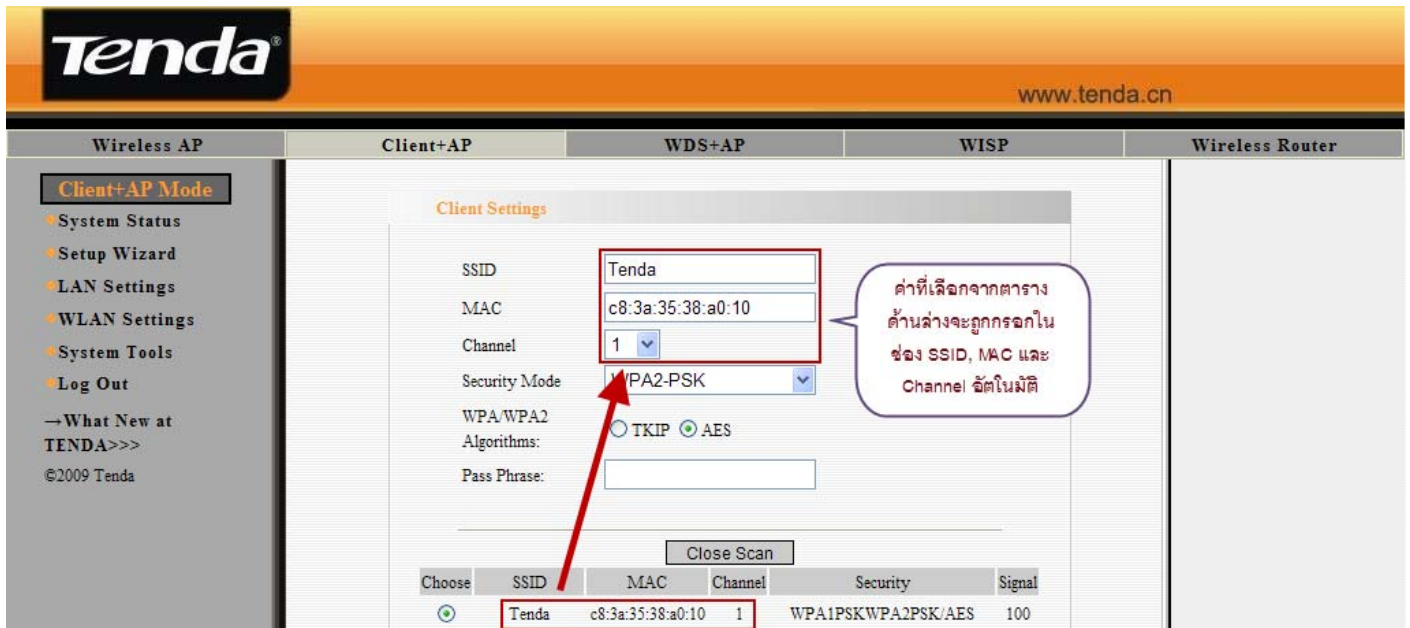 Tenda®
www.tenda.cn
Wireless AP
Client+AP
WDS+AP
WISP
Wireless Router
Client+AP Mode
System Status
Setup Wizard
LAN Settings
WLAN Settings
System Tools
Log Out
→What New at
TENDA>>>
©2009 Tenda
Client Settings
SSID Tenda
MAC c8:3a:35:38:a0:10
Channel 1
Security Mode WPA2-PSK
WPA/WPA2
Algorithms:
TKIP AES
Pass Phrase:
ค่าที่เลือกจากตาราง
ด้านล่างจะถูกกรอกใน
ช่อง SSID, MAC และ
Channel อัตโนมัติ
Close Scan
Choose SSID MAC Channel Security Signal
Tenda c8:3a:35:38:a0:10 1 WPA1PSKWPA2PSK/AES 100